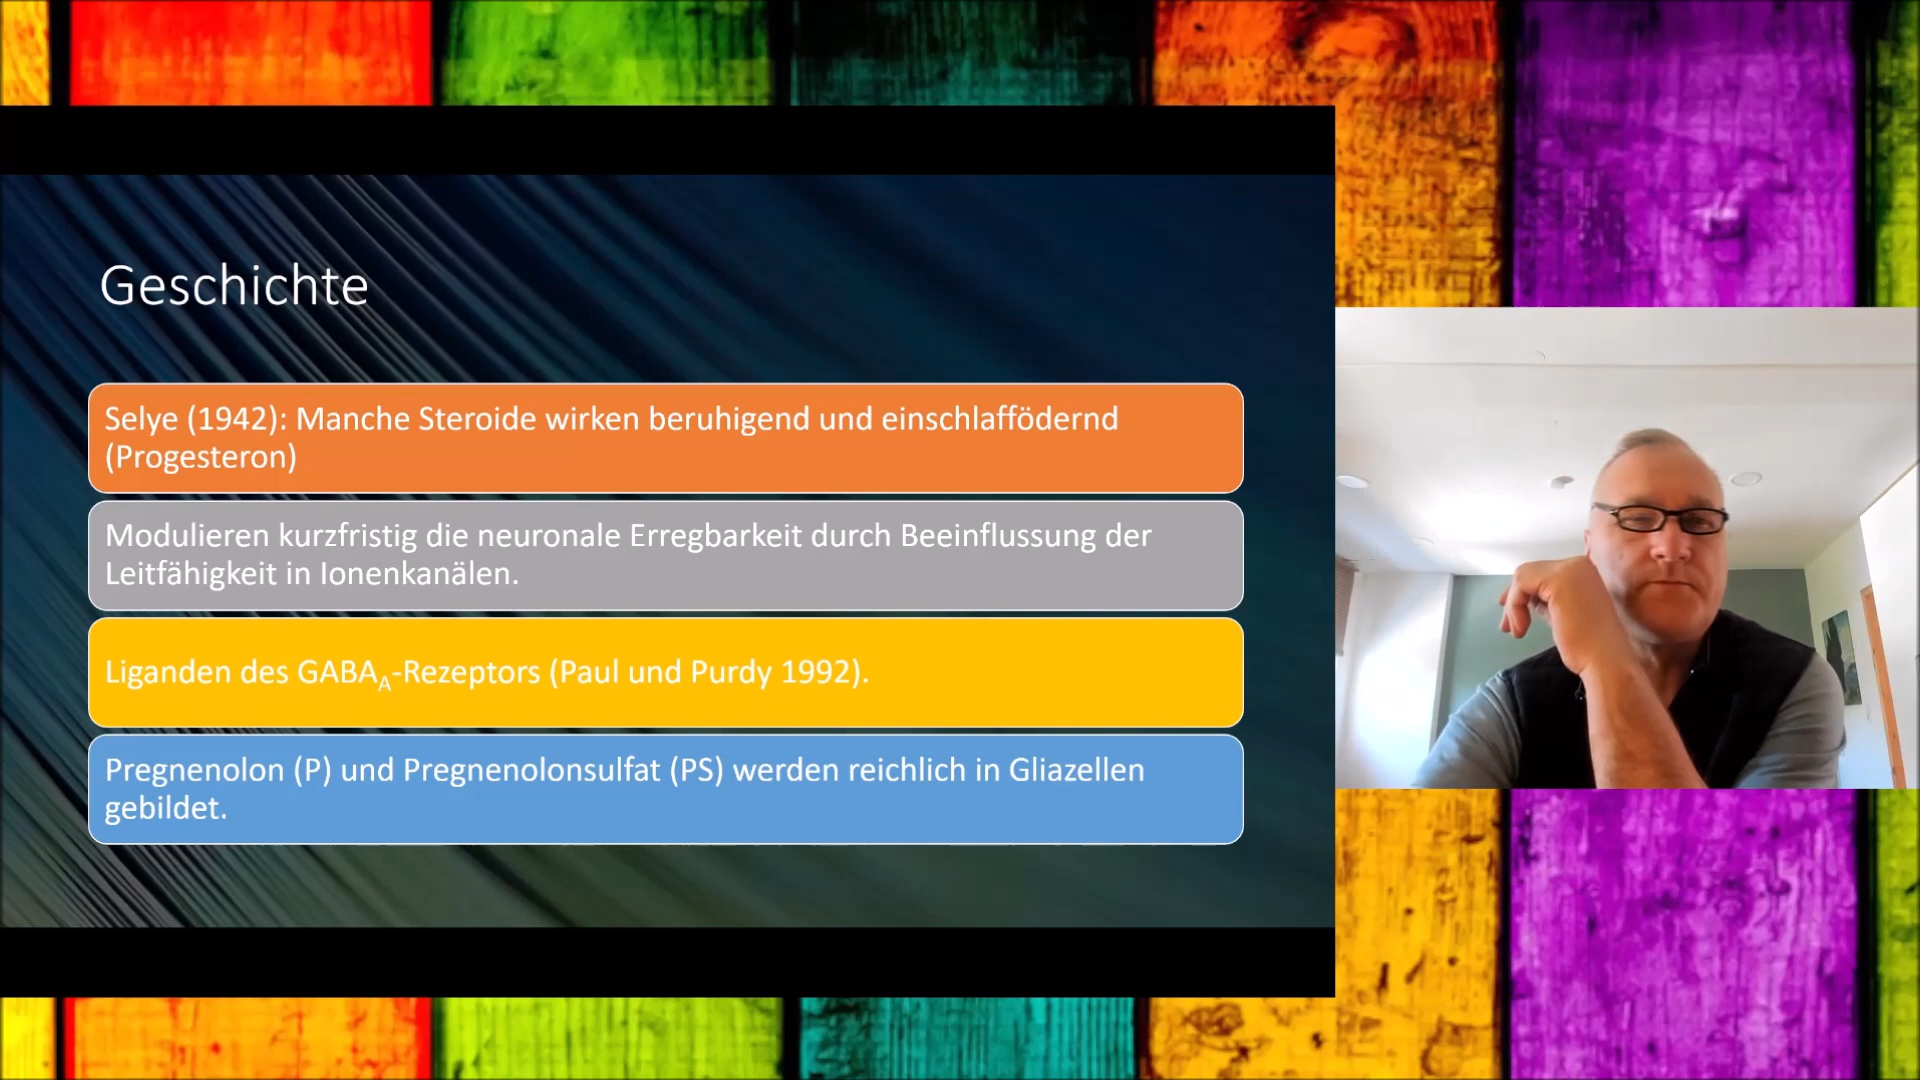 Geschichte
Selye (1942): Manche Steroide wirken beruhigend und einschlaffödernd
(Progesteron)
Modulieren kurzfristig die neuronale Erregbarkeit durch Beeinflussung der
Leitfähigkeit in Ionenkanälen.
Liganden des GABA_A-Rezeptors (Paul und Purdy 1992).
Pregnenolon (P) und Pregnenolonsulfat (PS) werden reichlich in Gliazellen
gebildet.